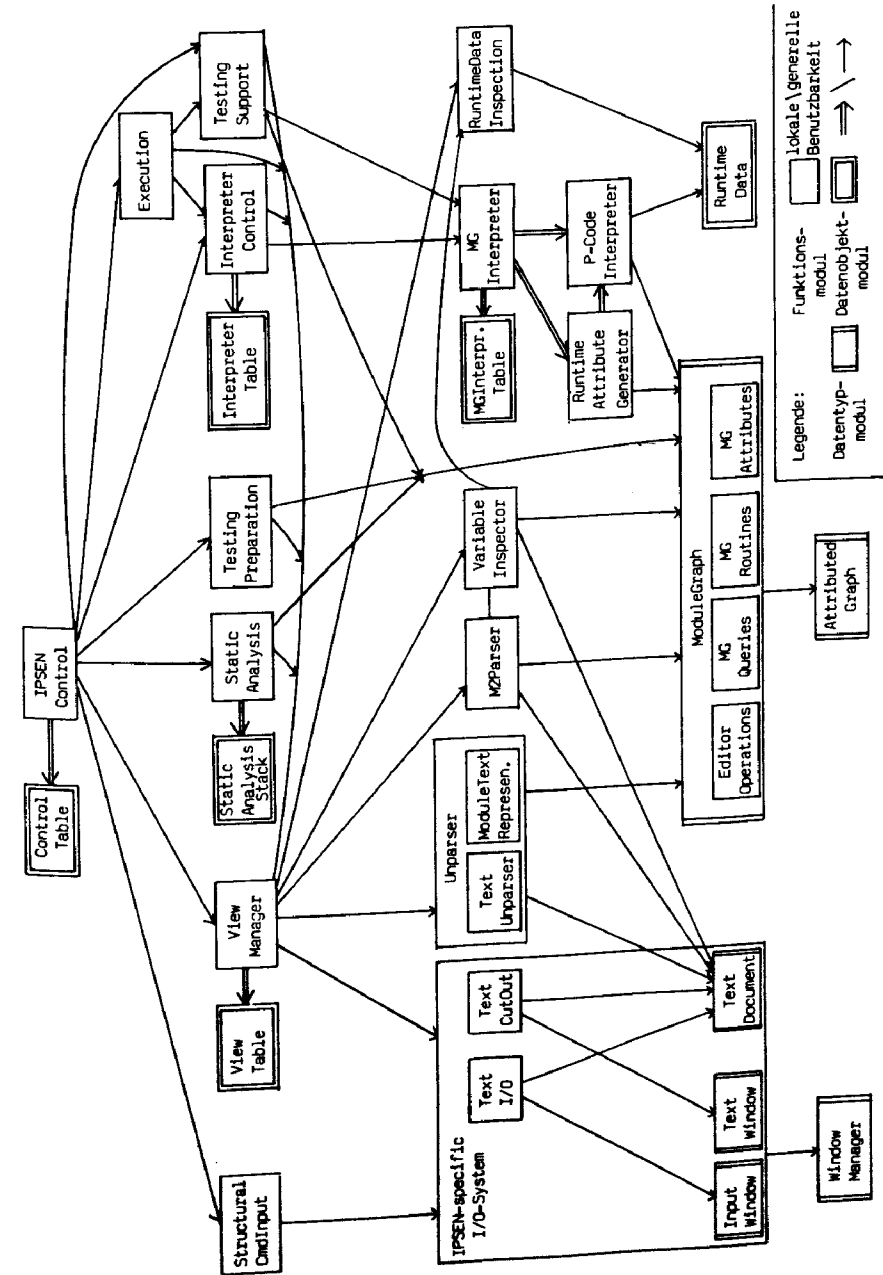 IPSEN
Control
Control
Table
Execution
Testing
Support
Interpreter
Control
Interpreter
Table
Testing
Preparation
Static
Analysis
Static
Analysis
Stack
View
Manager
View
Table
Structural
CmdInput
RuntimeData
Inspection
MG
Interpreter
MGInterpr.
Table
P-Code
Interpreter
Runtime
Attribute
Generator
Runtime
Data
Variable
Inspector
M2Parser
Unparser
Text
Unparser
ModuleText
Represen.
IPSEN-specific
I/O-System
Text
I/O
Text
CutOut
Input
Window
Text
Window
Text
Document
Window
Manager
ModuleGraph
Editor
Operations
MG
Queries
MG
Routines
MG
Attributes
Attributed
Graph
Legende:
Funktions-
modul
lokale\generelle
Benutzbarkeit
Datentyp-
modul
Datenobjekt-
modul
⇒ \ →